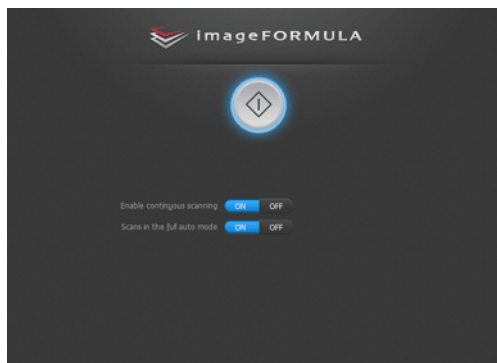 imageFORMULA
Enable continuous scanning ON OFF
Scans in the full auto mode ON OFF